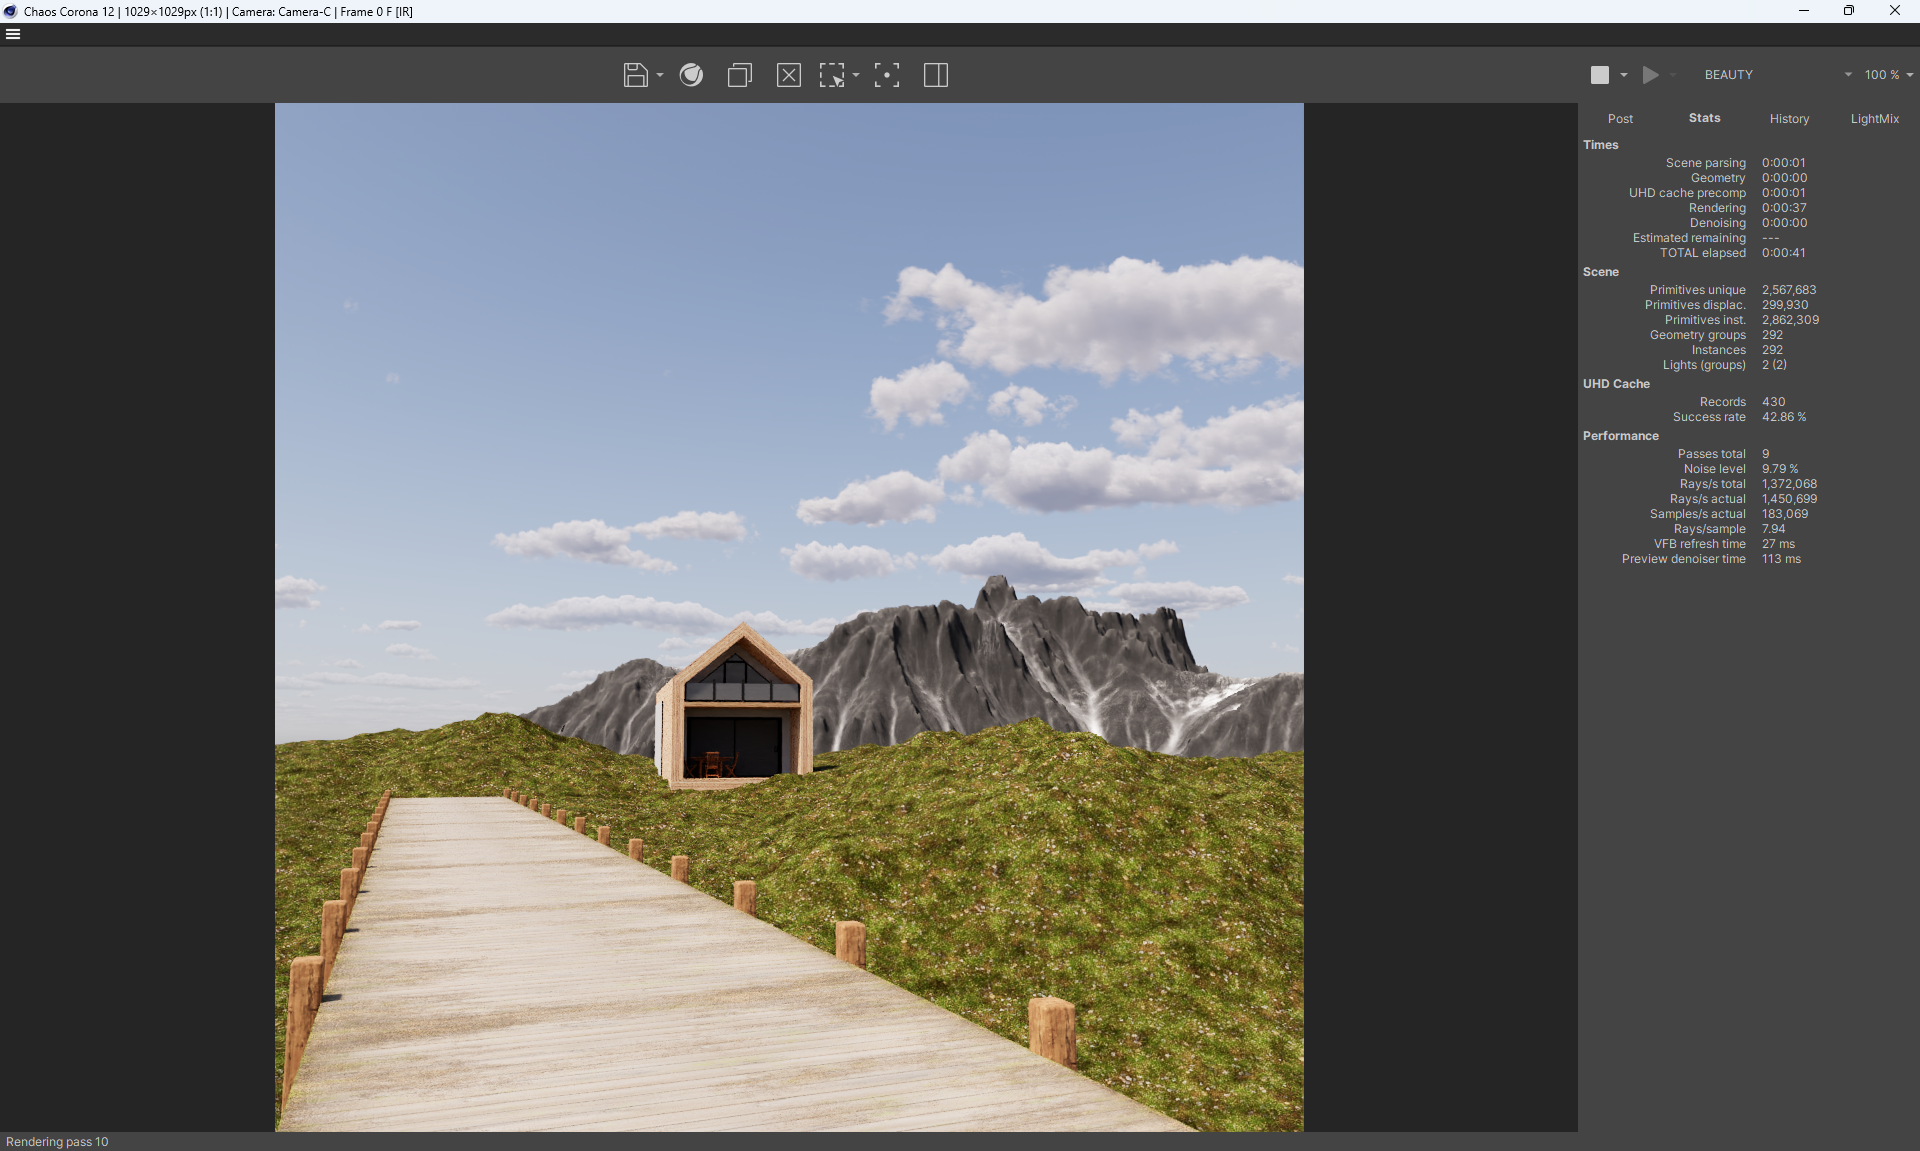 Chaos Corona 12 | 1029×1029px (1:1) | Camera: Camera-C | Frame 0 F [IR]
BEAUTY
100 %
Post Stats History LightMix
Times
Scene parsing 0:00:01
Geometry 0:00:00
UHD cache precomp 0:00:01
Rendering 0:00:37
Denoising 0:00:00
Estimated remaining ---
TOTAL elapsed 0:00:41
Scene
Primitives unique 2,567,683
Primitives displac. 299,930
Primitives inst. 2,862,309
Geometry groups 292
Instances 292
Lights (groups) 2 (2)
UHD Cache
Records 430
Success rate 42.86 %
Performance
Passes total 9
Noise level 9.79 %
Rays/s total 1,372,068
Rays/s actual 1,450,699
Samples/s actual 183,069
Rays/sample 7.94
VFB refresh time 27 ms
Preview denoiser time 113 ms
Rendering pass 10